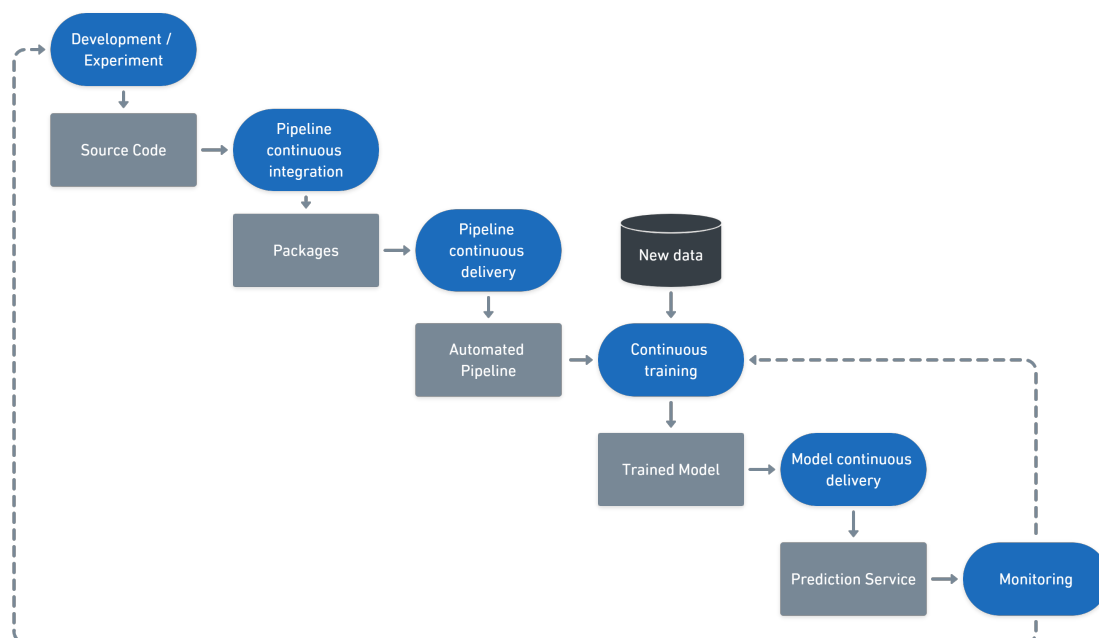 Development /
Experiment
Source Code
Pipeline
continuous
integration
Packages
Pipeline
continuous
delivery
New data
Automated
Pipeline
Continuous
training
Trained Model
Model continuous
delivery
Prediction Service
Monitoring